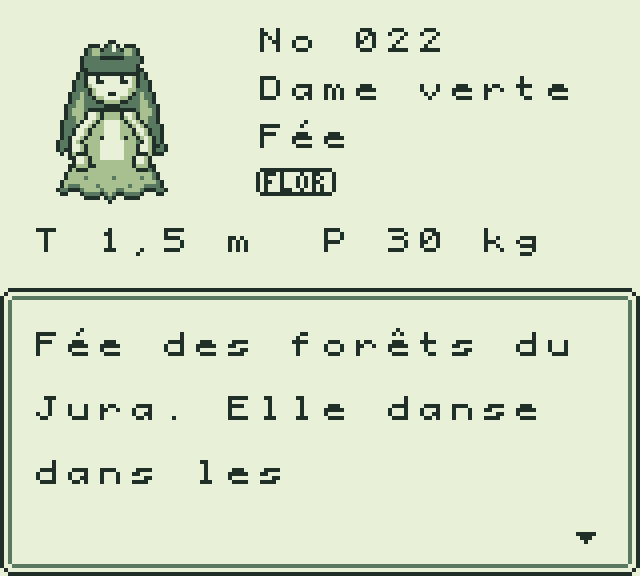 No 022
Dame verte
Fée
FLOR
T 1,5 m P 30 kg
Fée des forêts du
Jura. Elle danse
dans les